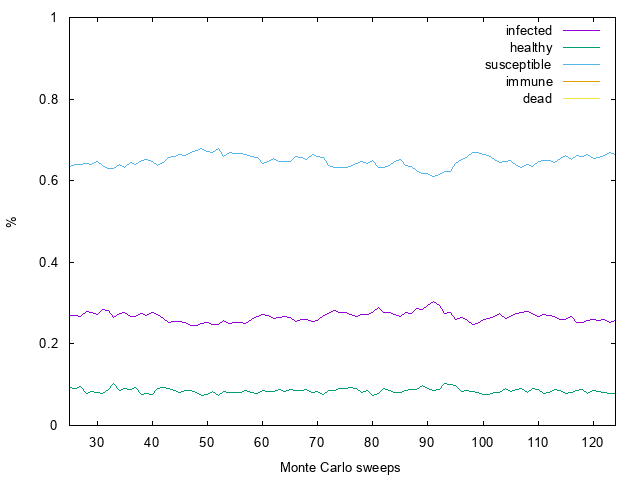 1
0.8
0.6
0.4
0.2
0
%
30 40 50 60 70 80 90 100 110 120
Monte Carlo sweeps
infected
healthy
susceptible
immune
dead